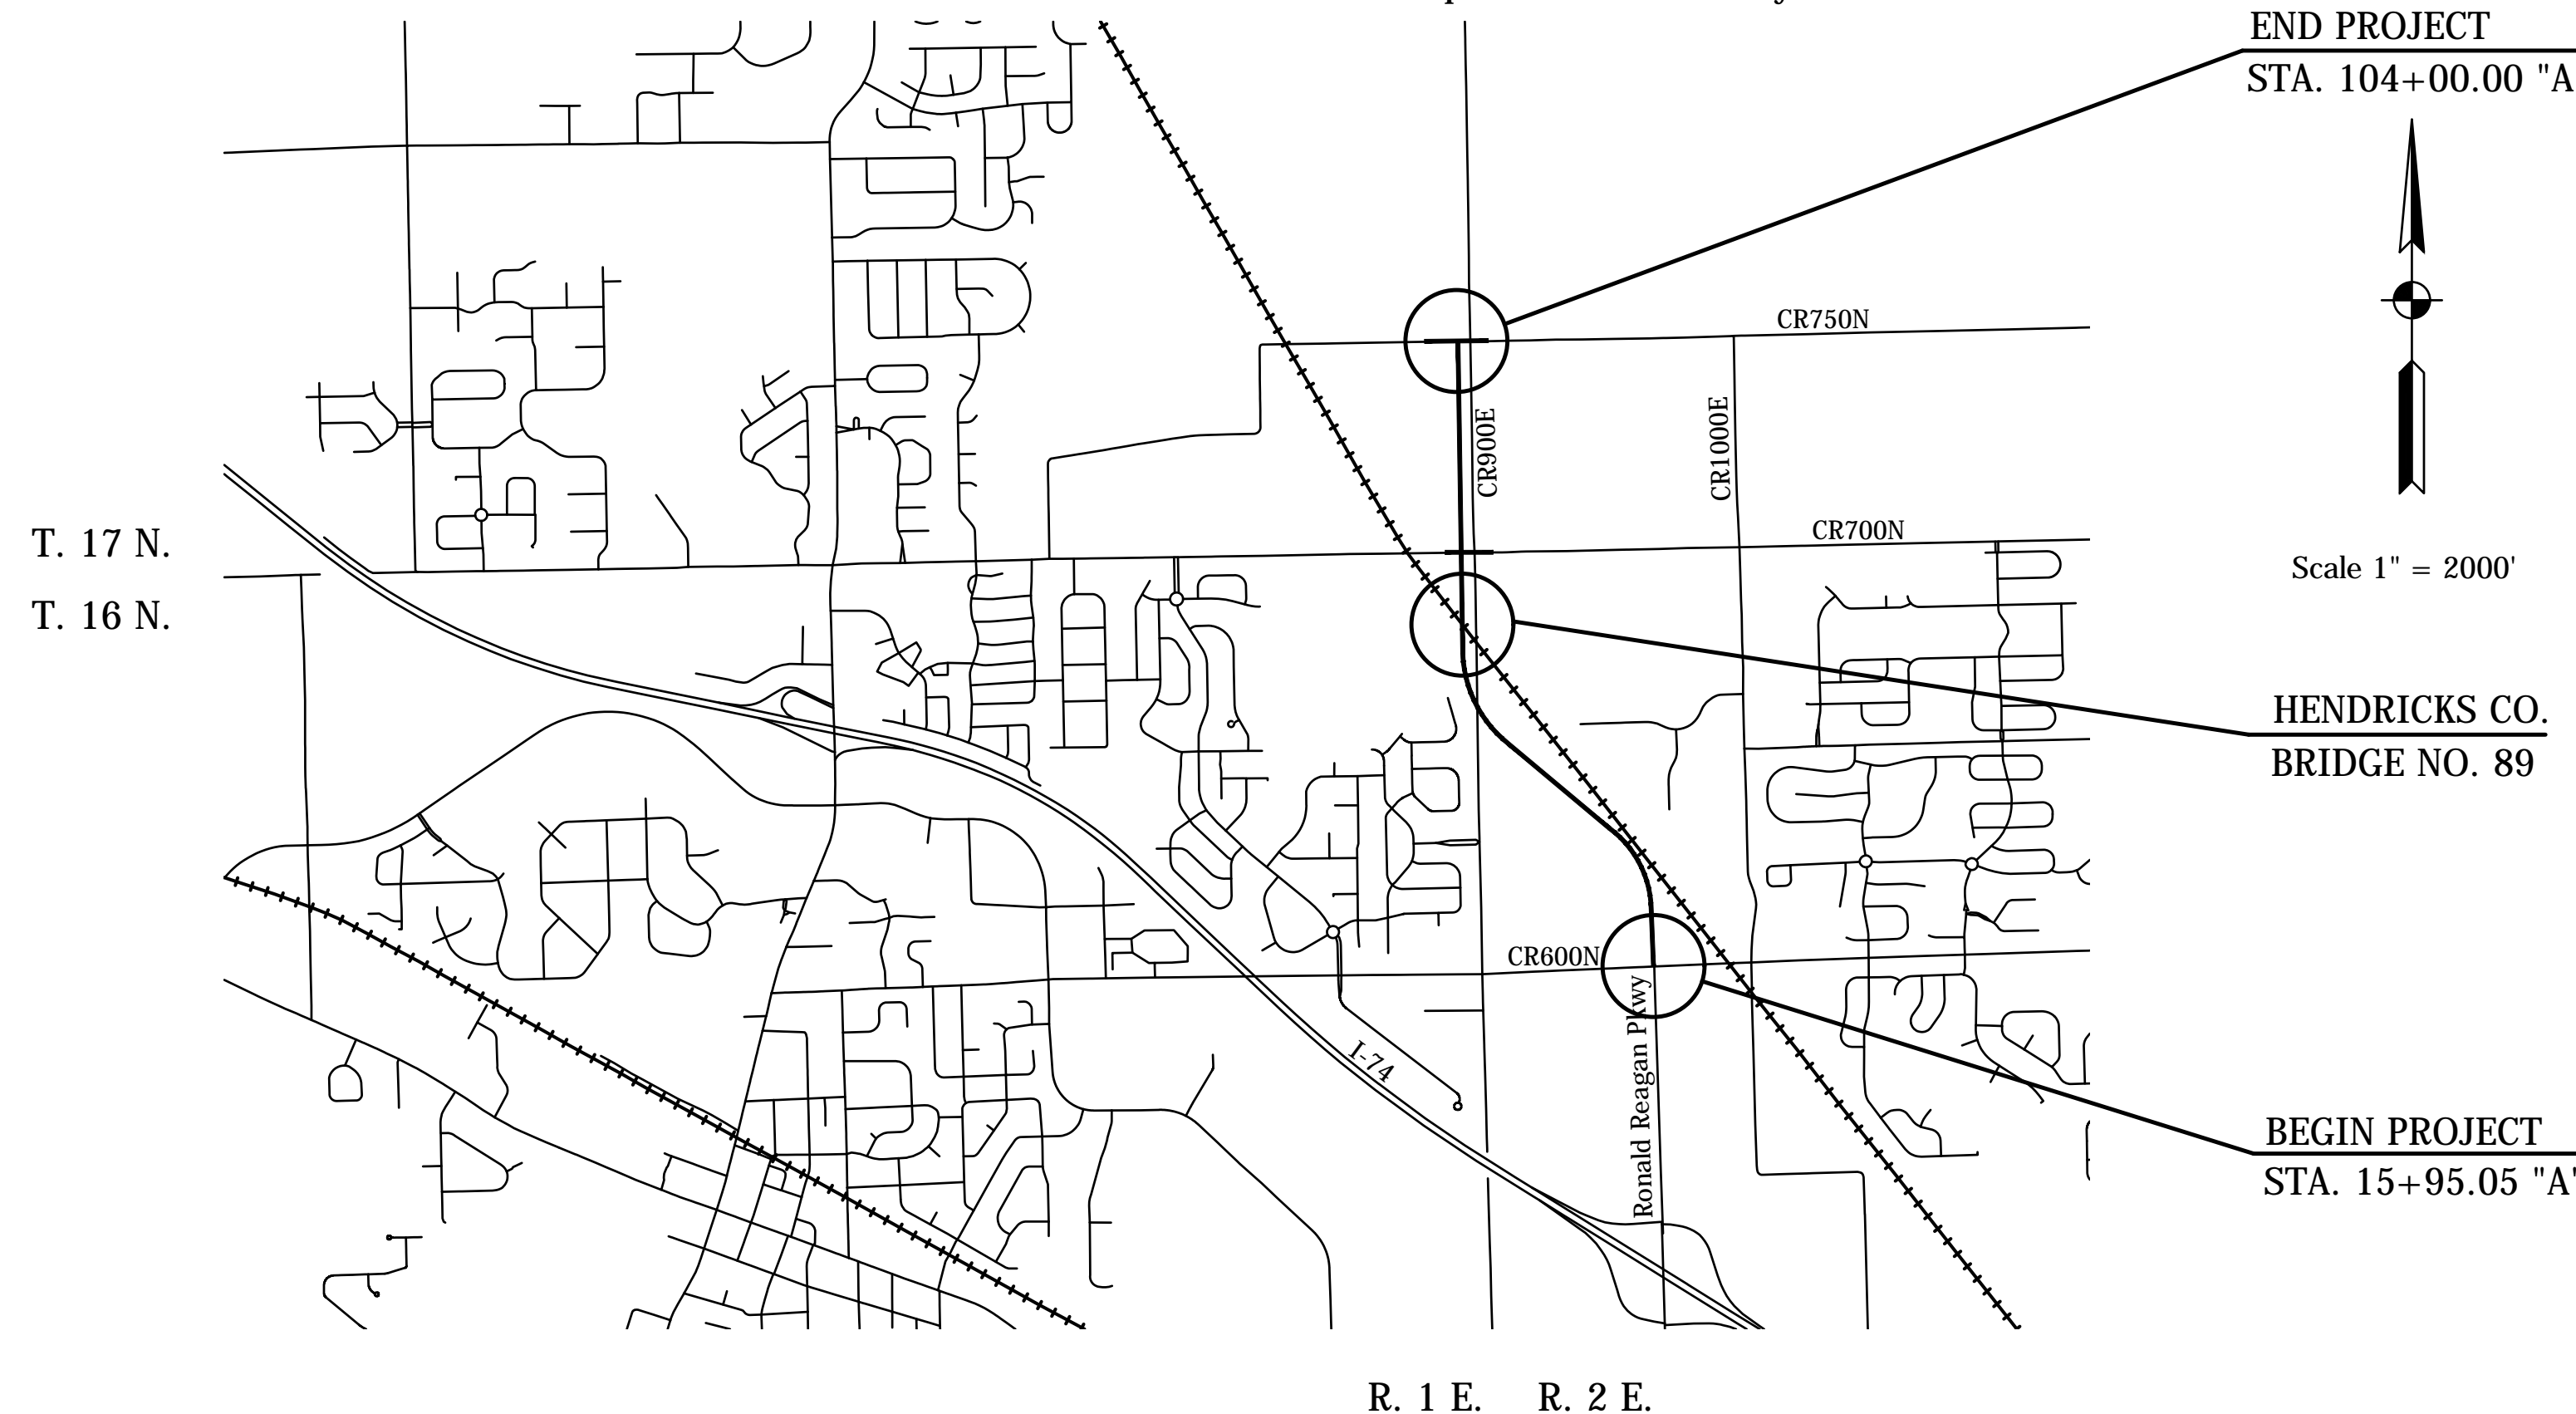 END PROJECT
STA. 104+00.00 "A
CR750N
CR900E
CR1000E
CR700N
T. 17 N.
T. 16 N.
Scale 1" = 2000'
HENDRICKS CO.
BRIDGE NO. 89
CR600N
Ronald Reagan Pkwy
I-74
BEGIN PROJECT
STA. 15+95.05 "A"
R. 1 E. R. 2 E.